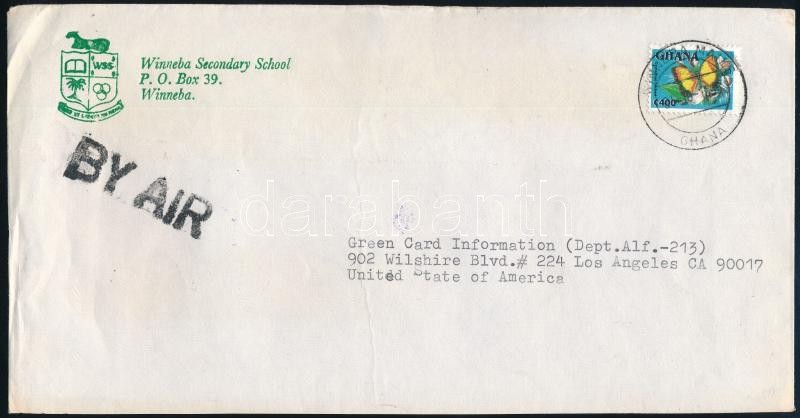 WSS
Winneba Secondary School
P. O. Box 39.
Winneba.
GHANA
¢400
GHANA
BY AIR
darabanth
Green Card Information (Dept.Alf.-213)
902 Wilshire Blvd.# 224 Los Angeles CA 90017
United State of America